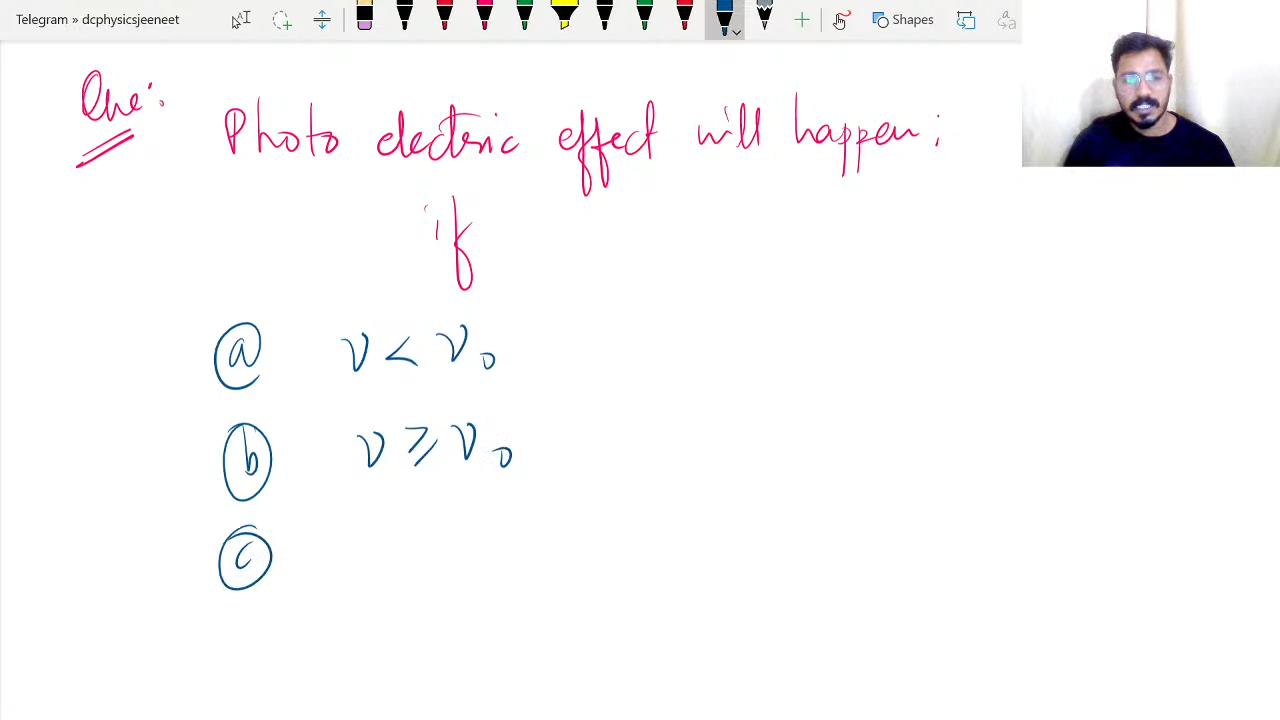 Telegram » dcphysicsjeeneet
Shapes
Que:
Photo electric effect will happen :
if
(a) ν < ν₀
(b) ν ≥ ν₀
(c)